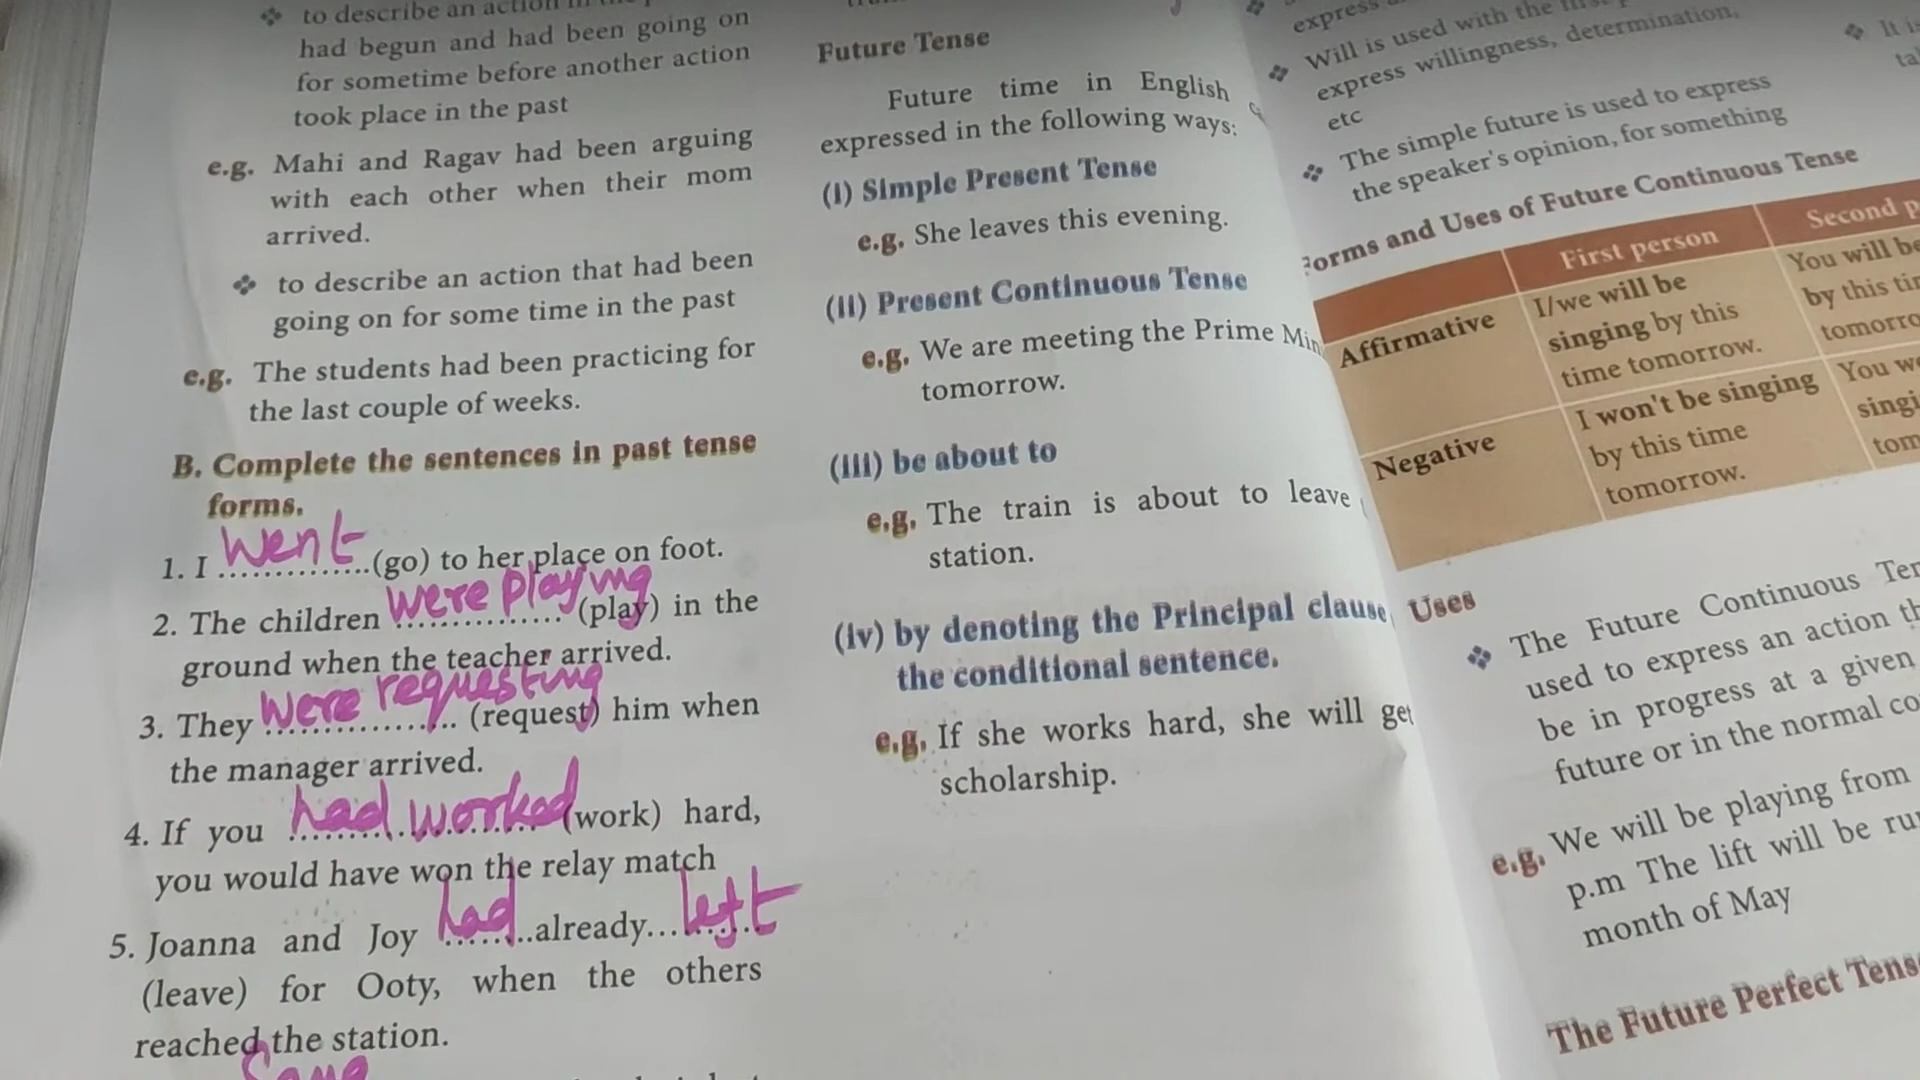 to describe an action in the
had begun and had been going on
for sometime before another action
took place in the past
e.g. Mahi and Ragav had been arguing
with each other when their mom
arrived.
to describe an action that had been
going on for some time in the past
e.g. The students had been practicing for
the last couple of weeks.
B. Complete the sentences in past tense
forms.
1. I went (go) to her place on foot.
2. The children were playing (play) in the
ground when the teacher arrived.
3. They were requesting (request) him when
the manager arrived.
4. If you had worked (work) hard,
you would have won the relay match
5. Joanna and Joy had already left
(leave) for Ooty, when the others
reached the station.
Future Tense
Future time in English
expressed in the following ways:
(i) Simple Present Tense
e.g. She leaves this evening.
(ii) Present Continuous Tense
e.g. We are meeting the Prime Min
tomorrow.
(iii) be about to
e.g. The train is about to leave
station.
(iv) by denoting the Principal clause
the conditional sentence.
e.g. If she works hard, she will get
scholarship.
express
Will is used with the
express willingness, determination,
etc
The simple future is used to express
the speaker's opinion, for something
Forms and Uses of Future Continuous Tense
First person Second p
Affirmative I/we will be singing by this time tomorrow. You will be by this tomorro
Negative I won't be singing by this time tomorrow. You singi tom
Uses
The Future Continuous Ten
used to express an action th
be in progress at a given
future or in the normal co
e.g. We will be playing from
p.m The lift will be ru
month of May
The Future Perfect Tense
It is